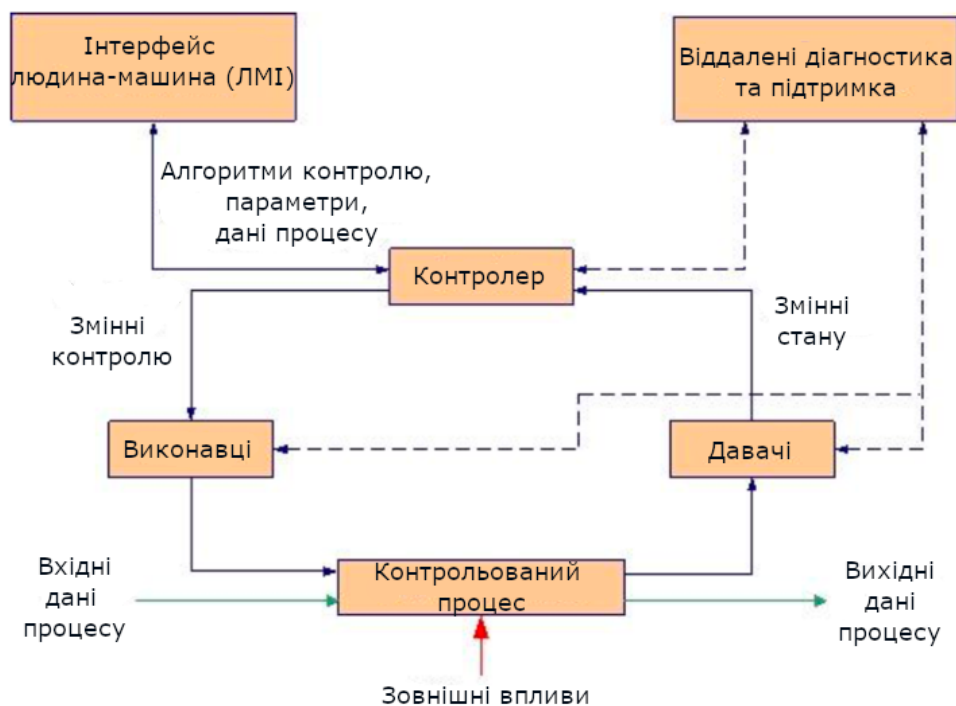 Інтерфейс
людина-машина (ЛМІ)
Віддалені діагностика
та підтримка
Алгоритми контролю,
параметри,
дані процесу
Контролер
Змінні
контролю
Змінні
стану
Виконавці
Давачі
Вхідні
дані
процесу
Контрольований
процес
Вихідні
дані
процесу
Зовнішні впливи